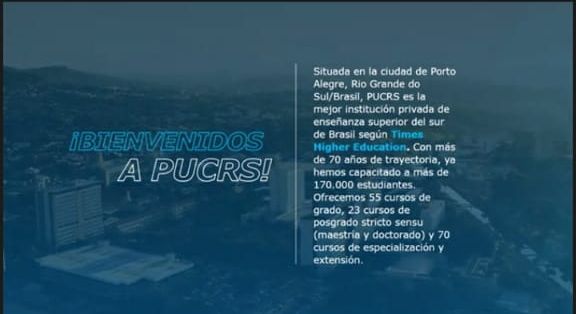 ¡BIENVENIDOS
A PUCRS!
Situada en la ciudad de Porto
Alegre, Rio Grande do
Sul/Brasil, PUCRS es la
mejor institución privada de
enseñanza superior del sur
de Brasil según Times
Higher Education. Con más
de 70 años de trayectoria, ya
hemos capacitado a más de
170.000 estudiantes.
Ofrecemos 55 cursos de
grado, 23 cursos de
posgrado stricto sensu
(maestría y doctorado) y 70
cursos de especialización y
extensión.